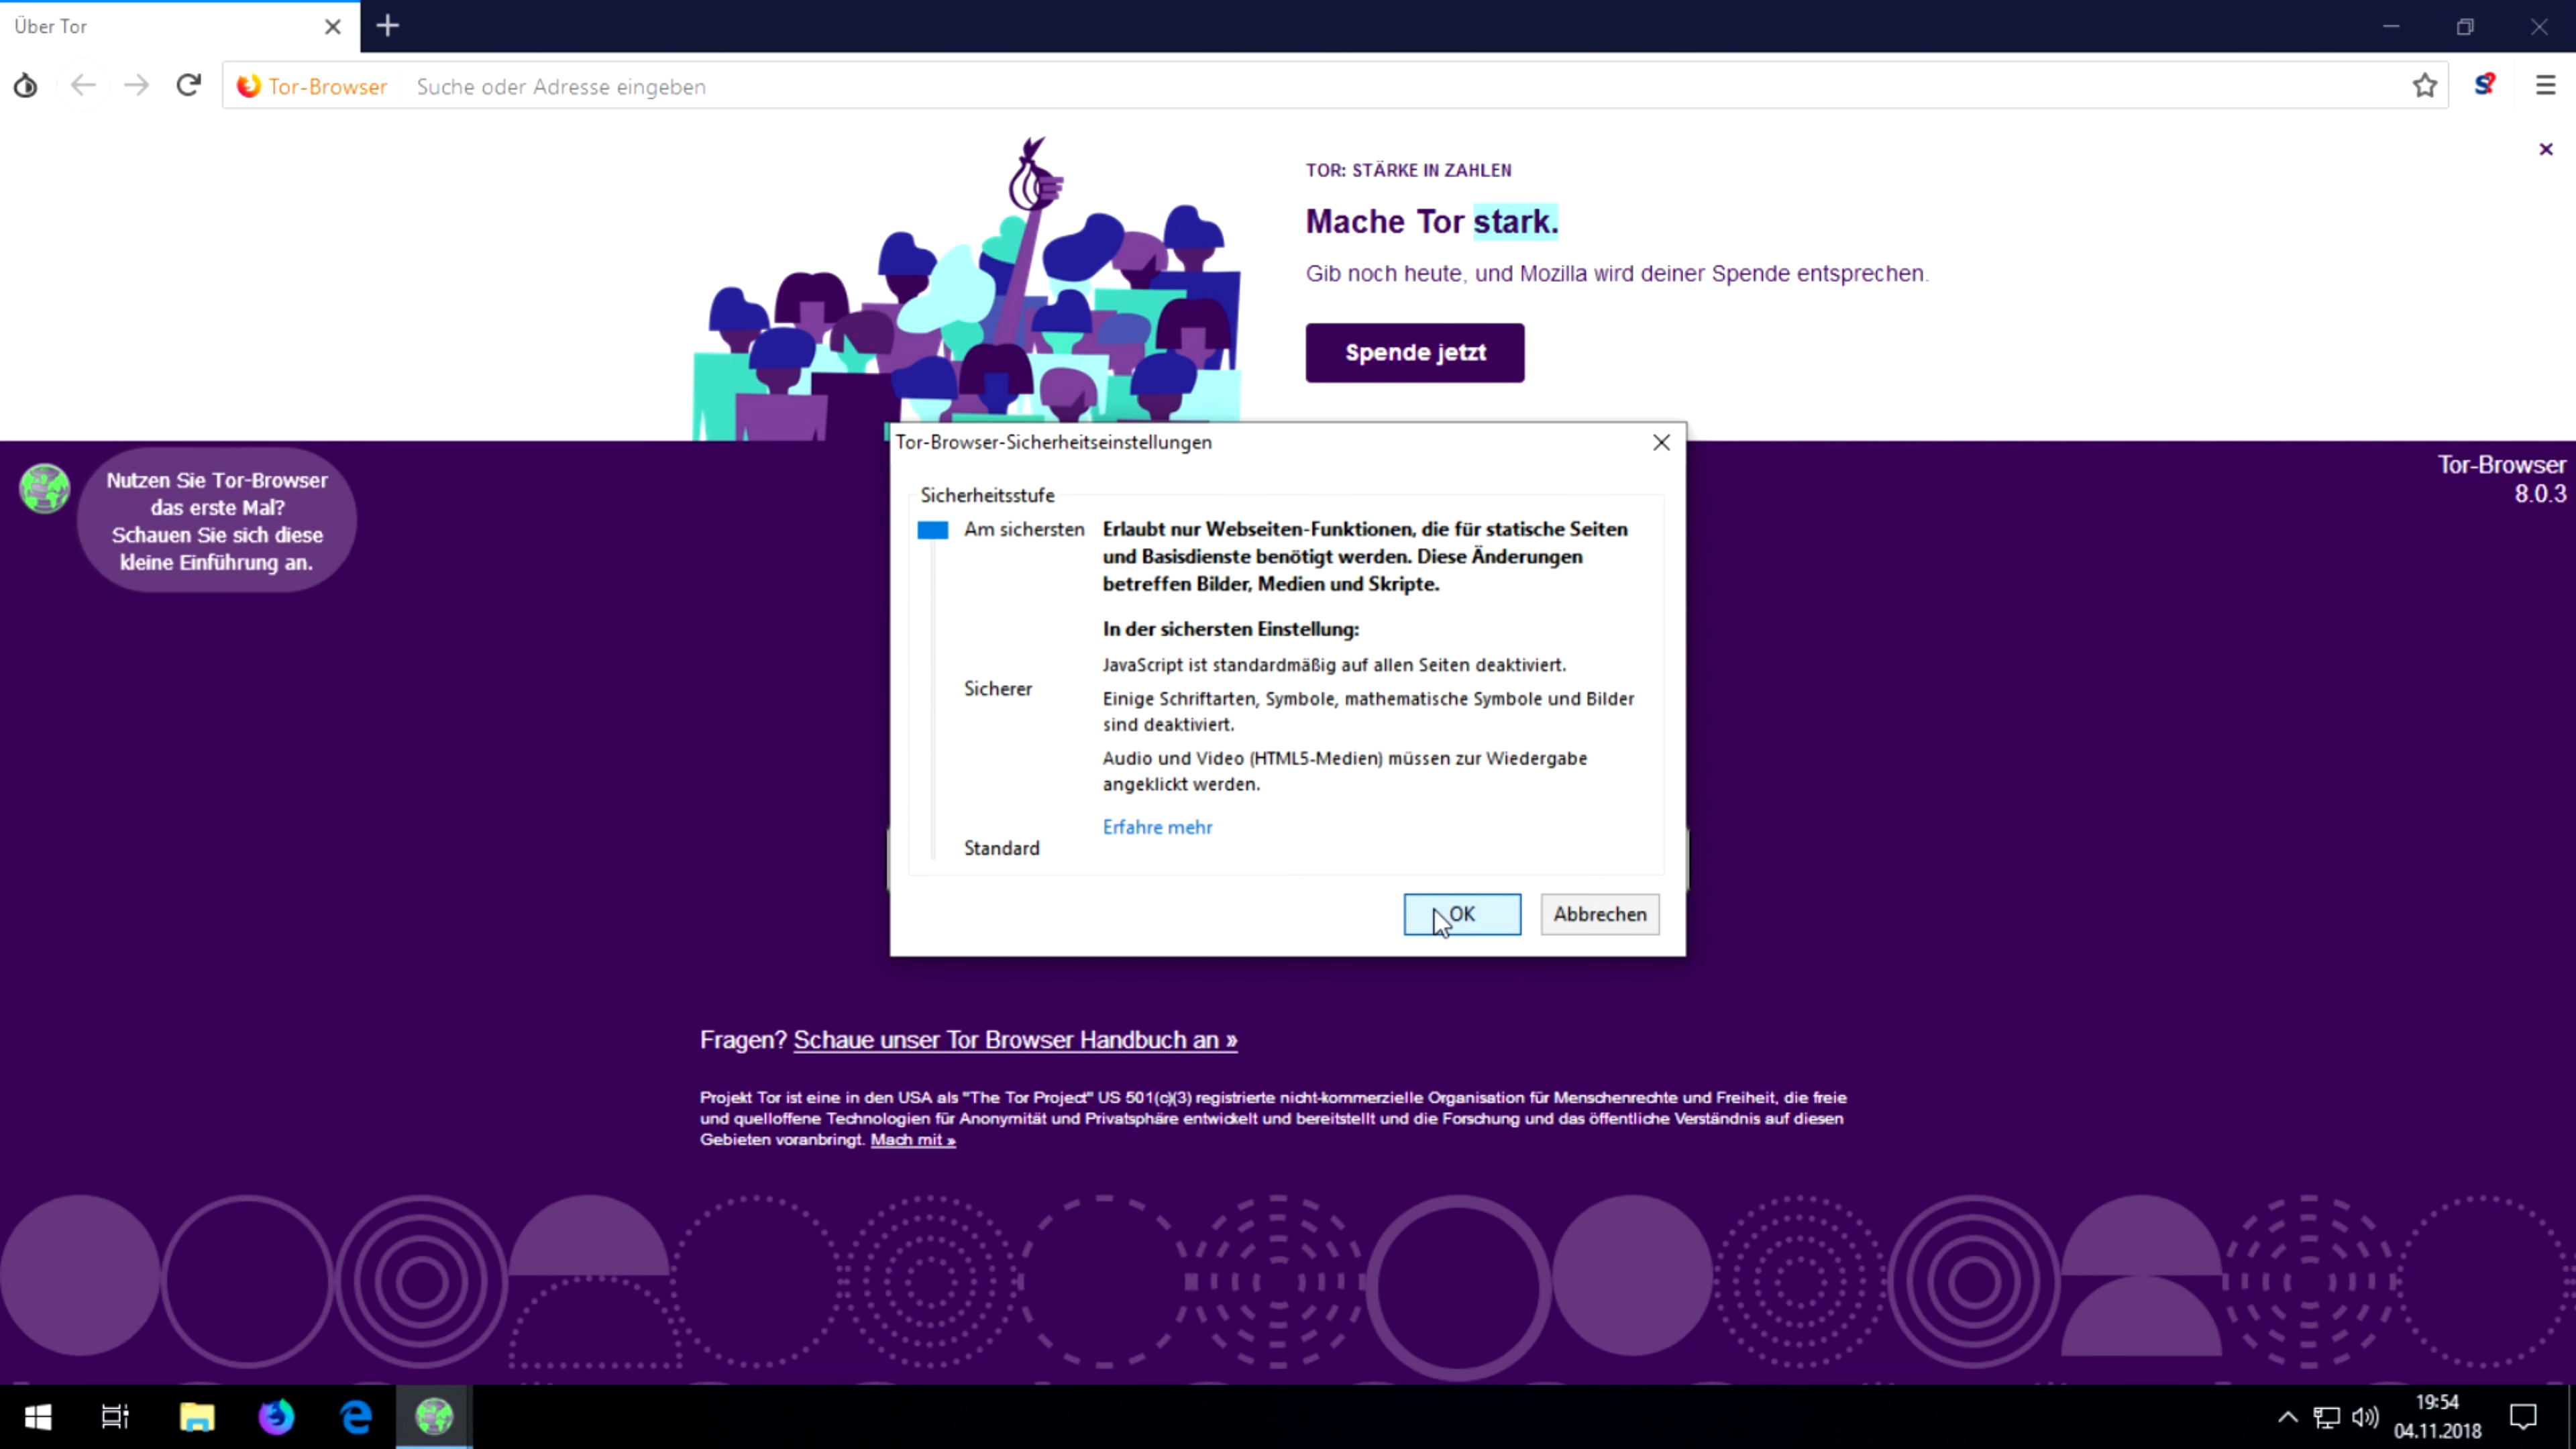 Über Tor
Tor-Browser
Suche oder Adresse eingeben
TOR: STÄRKE IN ZAHLEN
Mache Tor stark.
Gib noch heute, und Mozilla wird deiner Spende entsprechen.
Spende jetzt
Nutzen Sie Tor-Browser
das erste Mal?
Schauen Sie sich diese
kleine Einführung an.
Tor-Browser
8.0.3
Tor-Browser-Sicherheitseinstellungen
Sicherheitsstufe
Am sichersten
Erlaubt nur Webseiten-Funktionen, die für statische Seiten
und Basisdienste benötigt werden. Diese Änderungen
betreffen Bilder, Medien und Skripte.
In der sichersten Einstellung:
JavaScript ist standardmäßig auf allen Seiten deaktiviert.
Sicherer
Einige Schriftarten, Symbole, mathematische Symbole und Bilder
sind deaktiviert.
Audio und Video (HTML5-Medien) müssen zur Wiedergabe
angeklickt werden.
Erfahre mehr
Standard
OK
Abbrechen
Fragen? Schaue unser Tor Browser Handbuch an »
Projekt Tor ist eine in den USA als "The Tor Project" US 501(c)(3) registrierte nicht-kommerzielle Organisation für Menschenrechte und Freiheit, die freie
und quelloffene Technologien für Anonymität und Privatsphäre entwickelt und bereitstellt und die Forschung und das öffentliche Verständnis auf diesen
Gebieten voranbringt. Mach mit »
19:54
04.11.2018